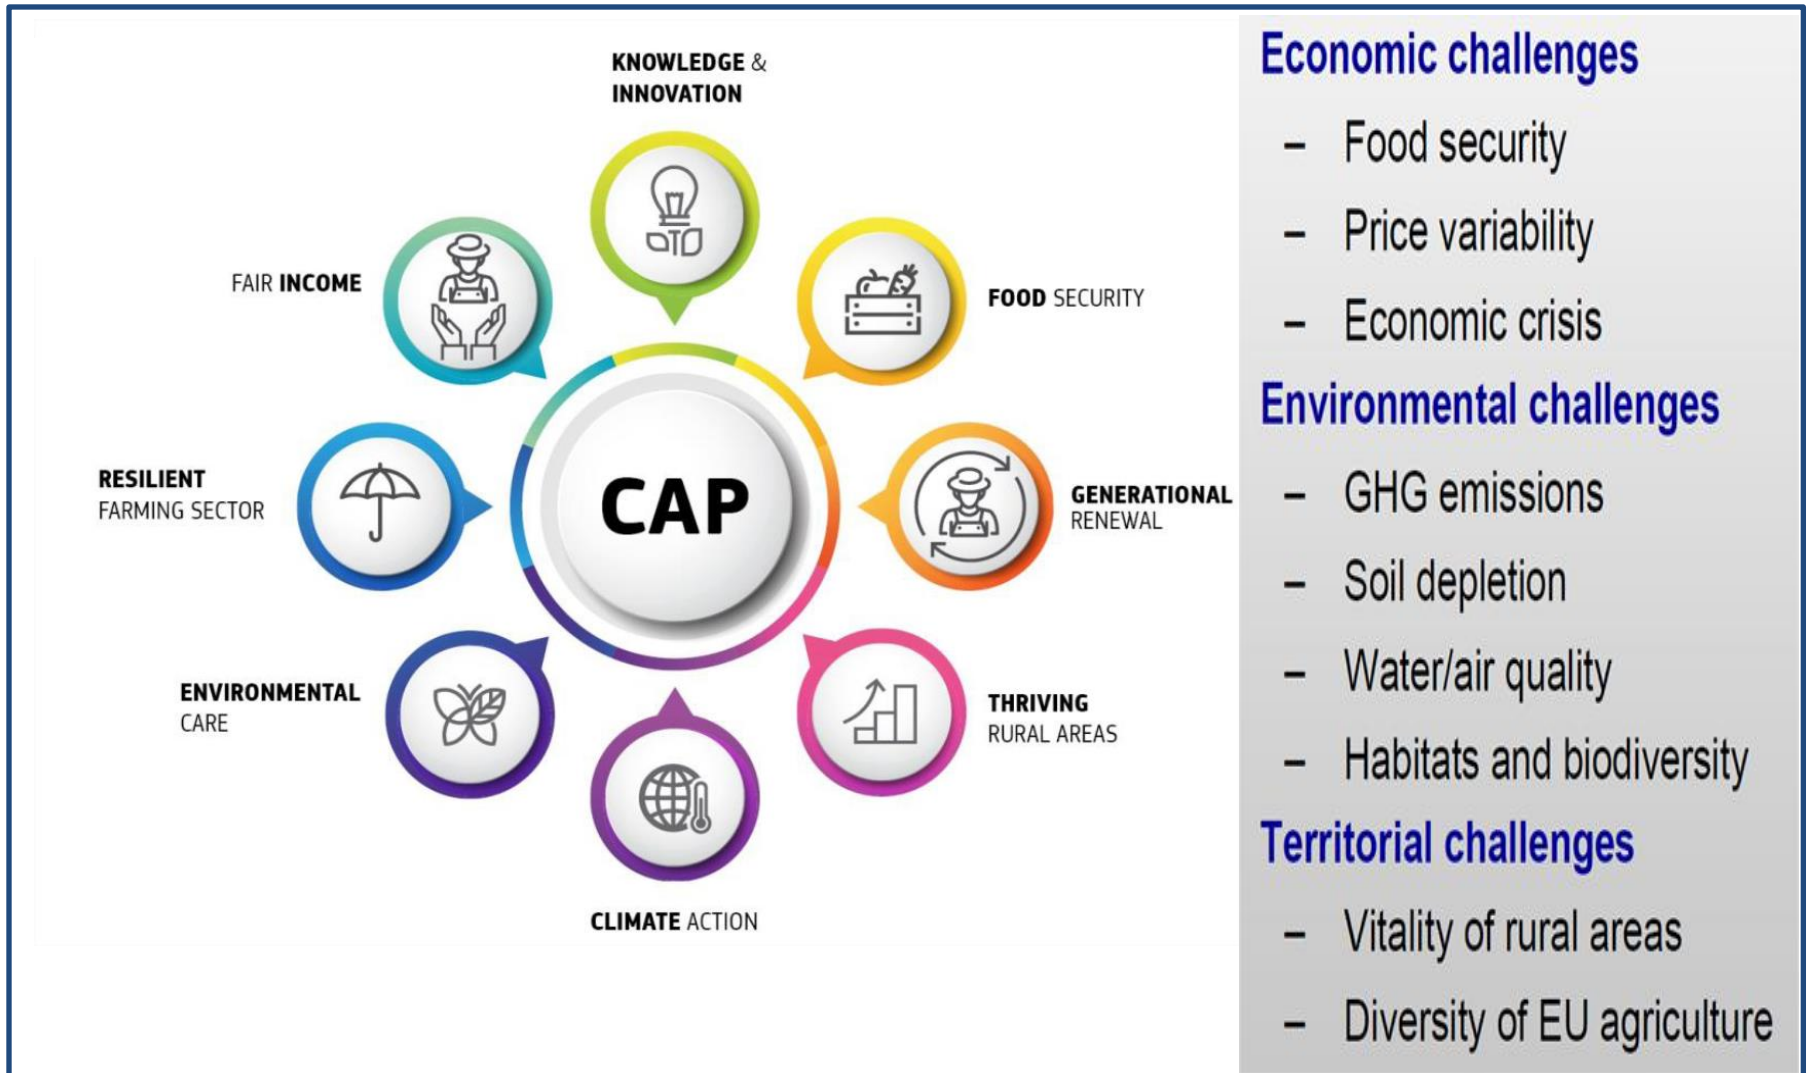 KNOWLEDGE &
INNOVATION
FAIR INCOME
FOOD SECURITY
RESILIENT
FARMING SECTOR
CAP
GENERATIONAL
RENEWAL
ENVIRONMENTAL
CARE
THRIVING
RURAL AREAS
CLIMATE ACTION
Economic challenges
– Food security
– Price variability
– Economic crisis
Environmental challenges
– GHG emissions
– Soil depletion
– Water/air quality
– Habitats and biodiversity
Territorial challenges
– Vitality of rural areas
– Diversity of EU agriculture